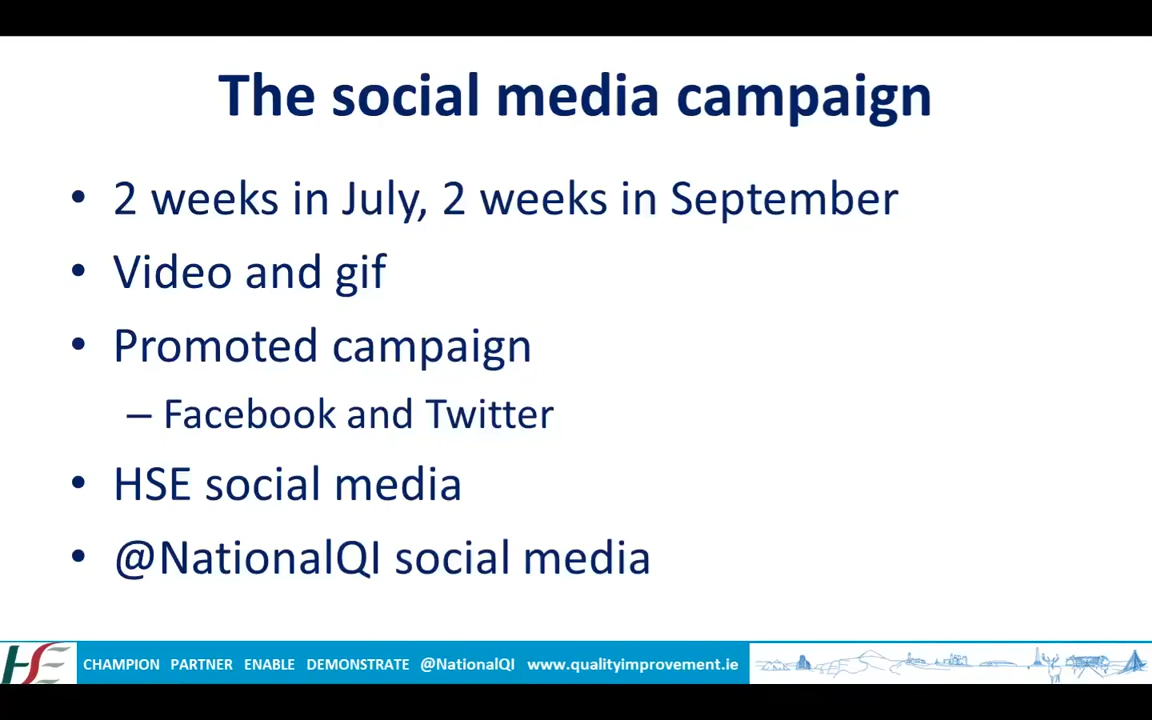 The social media campaign
• 2 weeks in July, 2 weeks in September
• Video and gif
• Promoted campaign
– Facebook and Twitter
• HSE social media
• @NationalQI social media
HSE
CHAMPION PARTNER ENABLE DEMONSTRATE @NationalQI www.qualityimprovement.ie